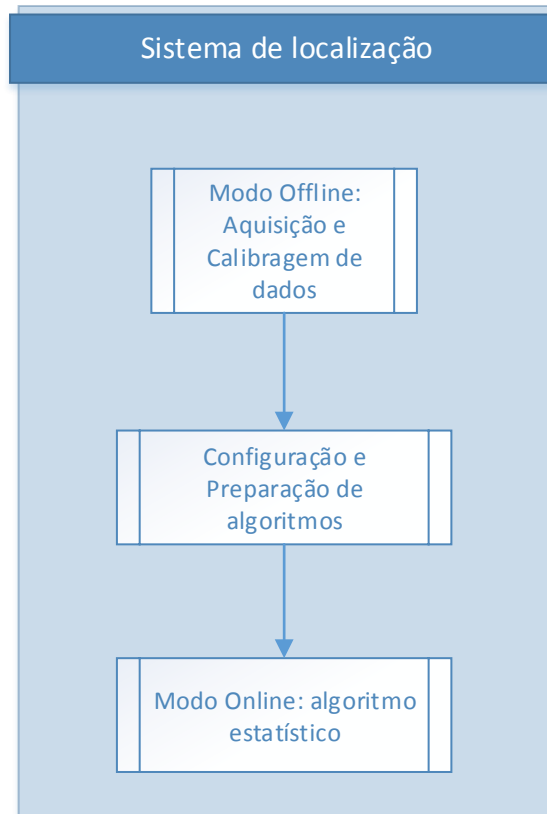 Sistema de localização
Modo Offline:
Aquisição e
Calibragem de
dados
Configuração e
Preparação de
algoritmos
Modo Online: algoritmo
estatístico